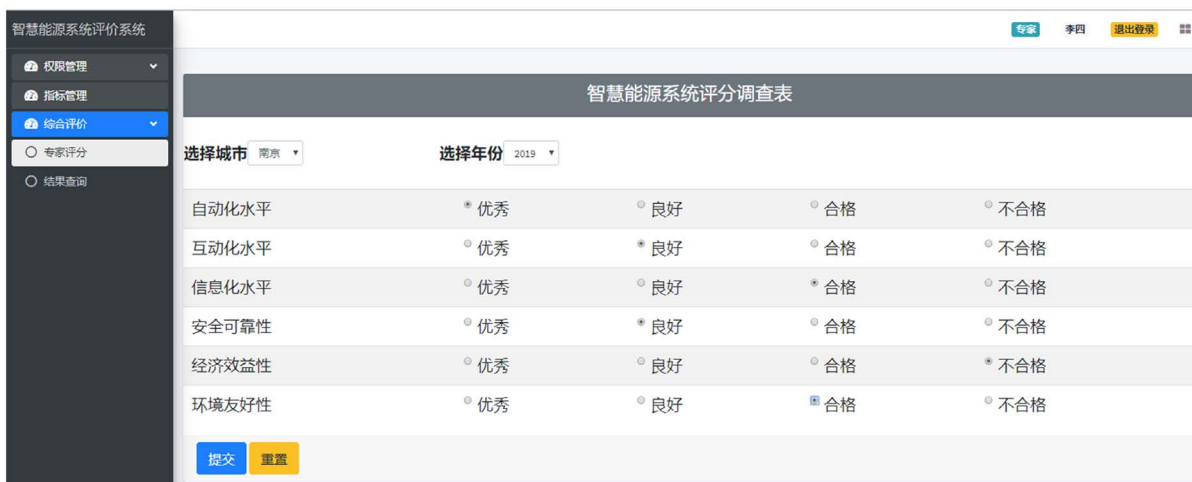 智慧能源系统评价系统
专家 李四 退出登录
权限管理
指标管理
综合评价
专家评分
结果查询
智慧能源系统评分调查表
选择城市 南京 选择年份 2019
自动化水平 优秀 良好 合格 不合格
互动化水平 优秀 良好 合格 不合格
信息化水平 优秀 良好 合格 不合格
安全可靠性 优秀 良好 合格 不合格
经济效益性 优秀 良好 合格 不合格
环境友好性 优秀 良好 合格 不合格
提交 重置